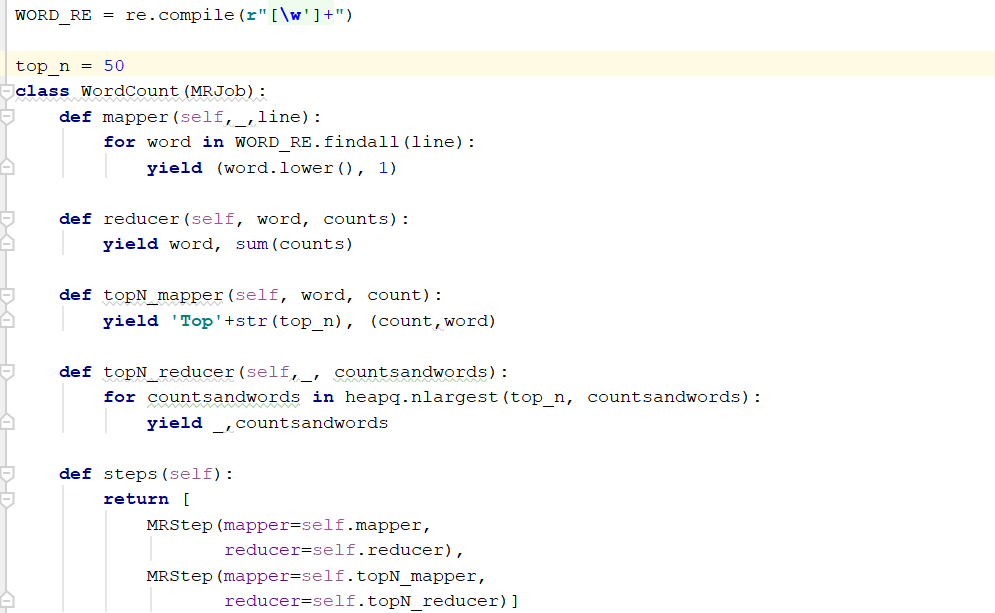 WORD_RE = re.compile(r"[\w']+")
top_n = 50
class WordCount(MRJob):
    def mapper(self,_,line):
        for word in WORD_RE.findall(line):
            yield (word.lower(), 1)
    def reducer(self, word, counts):
        yield word, sum(counts)
    def topN_mapper(self, word, count):
        yield 'Top'+str(top_n), (count,word)
    def topN_reducer(self,_, countsandwords):
        for countsandwords in heapq.nlargest(top_n, countsandwords):
            yield _,countsandwords
    def steps(self):
        return [
            MRStep(mapper=self.mapper,
                   reducer=self.reducer),
            MRStep(mapper=self.topN_mapper,
                   reducer=self.topN_reducer)]